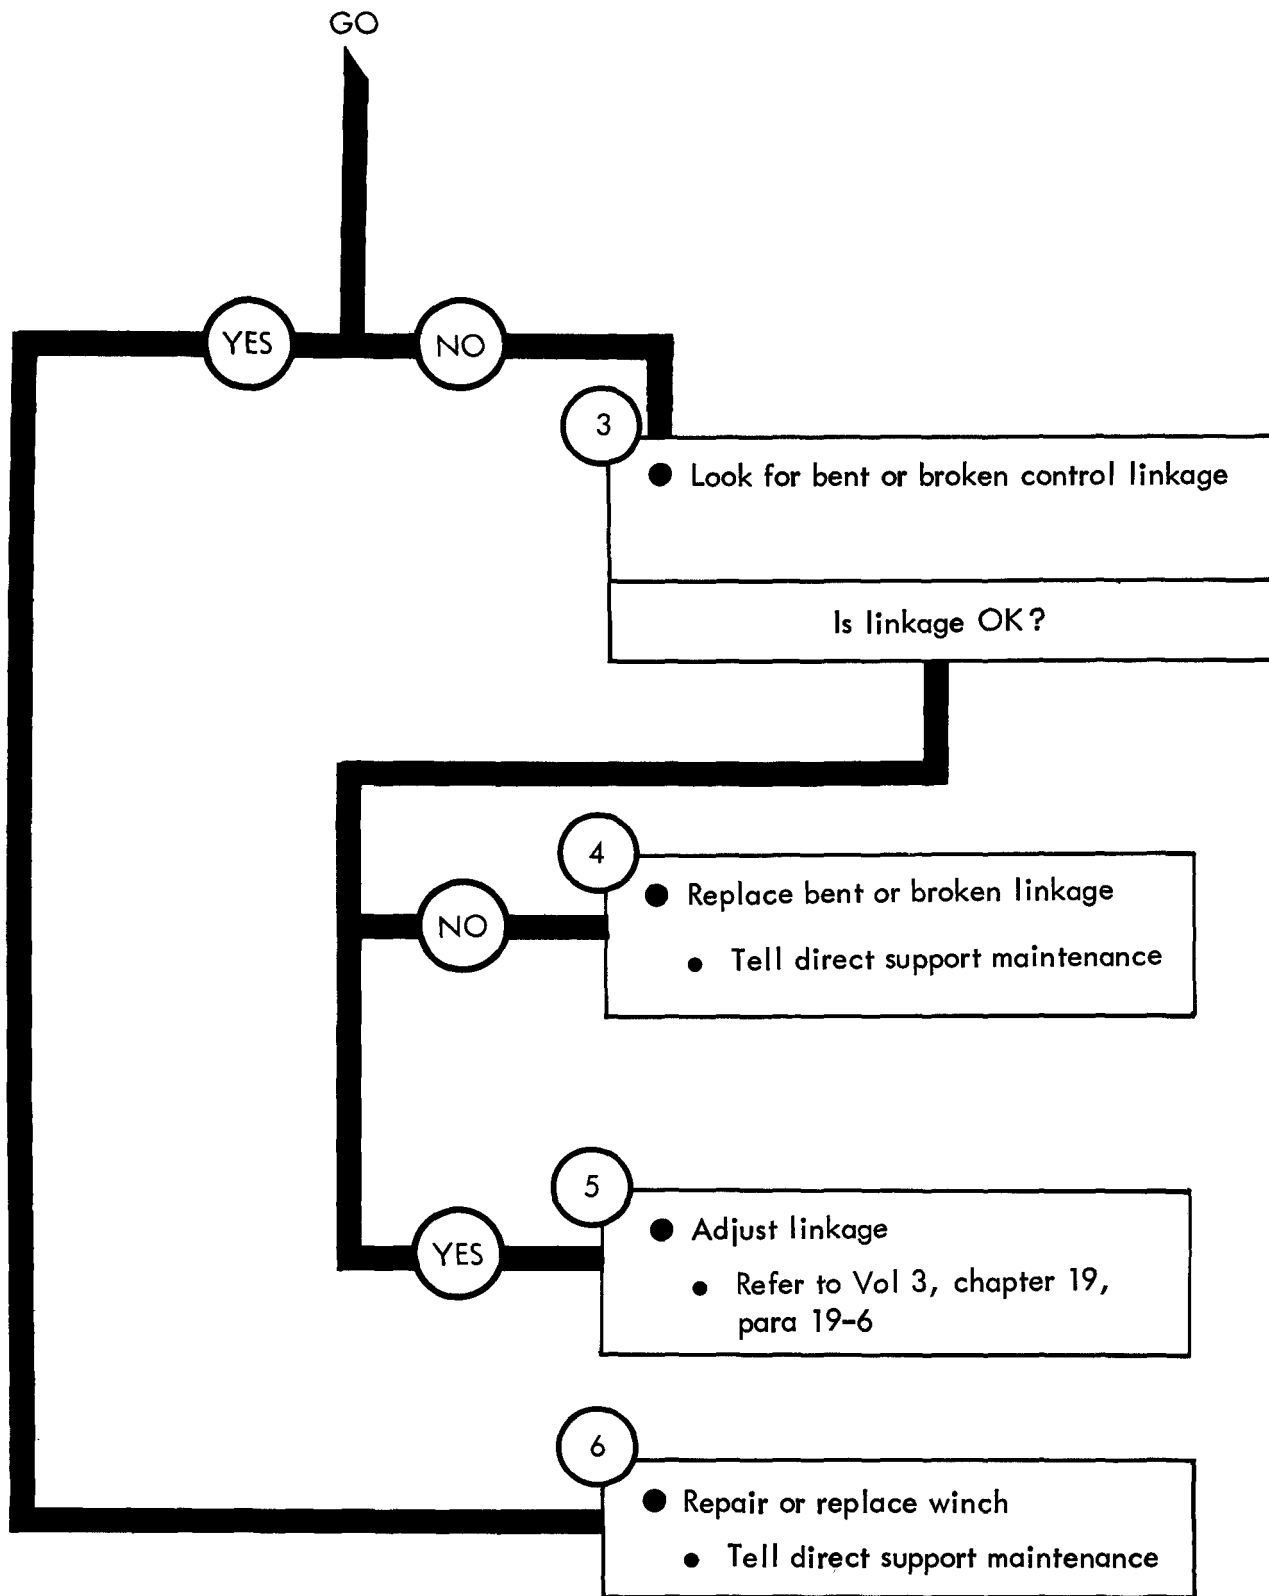 GO
YES
NO
3
● Look for bent or broken control linkage
Is linkage OK?
4
● Replace bent or broken linkage
NO
● Tell direct support maintenance
5
● Adjust linkage
YES
● Refer to Vol 3, chapter 19,
para 19-6
6
● Repair or replace winch
● Tell direct support maintenance